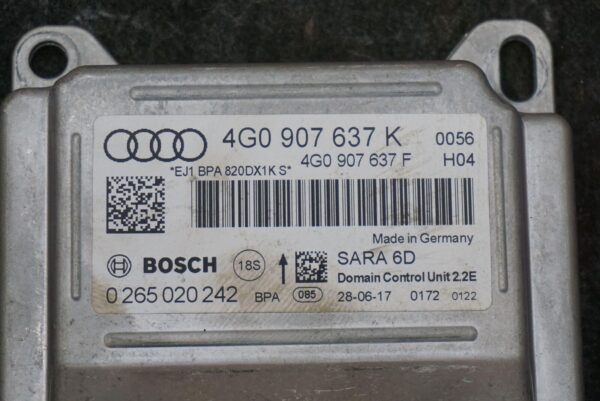 4G0 907 637 K 0056
4G0 907 637 F H04
*EJ1 BPA 820DX1K S*
Made in Germany
BOSCH 18S SARA 6D
Domain Control Unit 2.2E
0 265 020 242 BPA 085 28-06-17 0172 0122